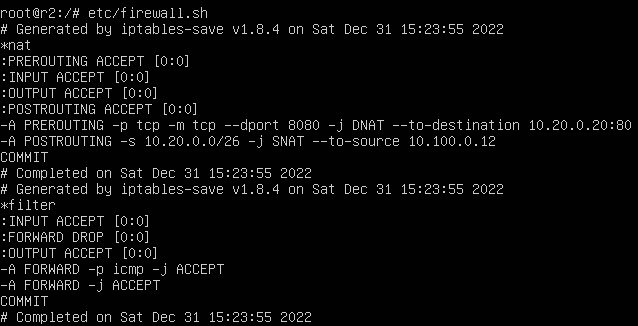 root@r2:/# etc/firewall.sh
# Generated by iptables-save v1.8.4 on Sat Dec 31 15:23:55 2022
*nat
:PREROUTING ACCEPT [0:0]
:INPUT ACCEPT [0:0]
:OUTPUT ACCEPT [0:0]
:POSTROUTING ACCEPT [0:0]
-A PREROUTING -p tcp -m tcp --dport 8080 -j DNAT --to-destination 10.20.0.20:80
-A POSTROUTING -s 10.20.0.0/26 -j SNAT --to-source 10.100.0.12
COMMIT
# Completed on Sat Dec 31 15:23:55 2022
# Generated by iptables-save v1.8.4 on Sat Dec 31 15:23:55 2022
*filter
:INPUT ACCEPT [0:0]
:FORWARD DROP [0:0]
:OUTPUT ACCEPT [0:0]
-A FORWARD -p icmp -j ACCEPT
-A FORWARD -j ACCEPT
COMMIT
# Completed on Sat Dec 31 15:23:55 2022